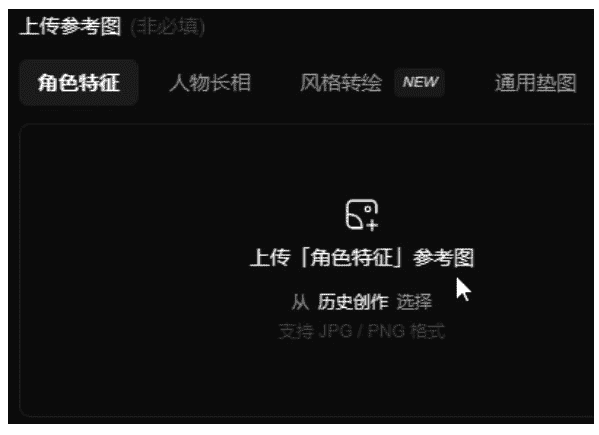 上传参考图 (非必填)
角色特征 人物长相 风格转绘 NEW 通用垫图
上传「角色特征」参考图
从 历史创作 选择
支持 JPG / PNG 格式